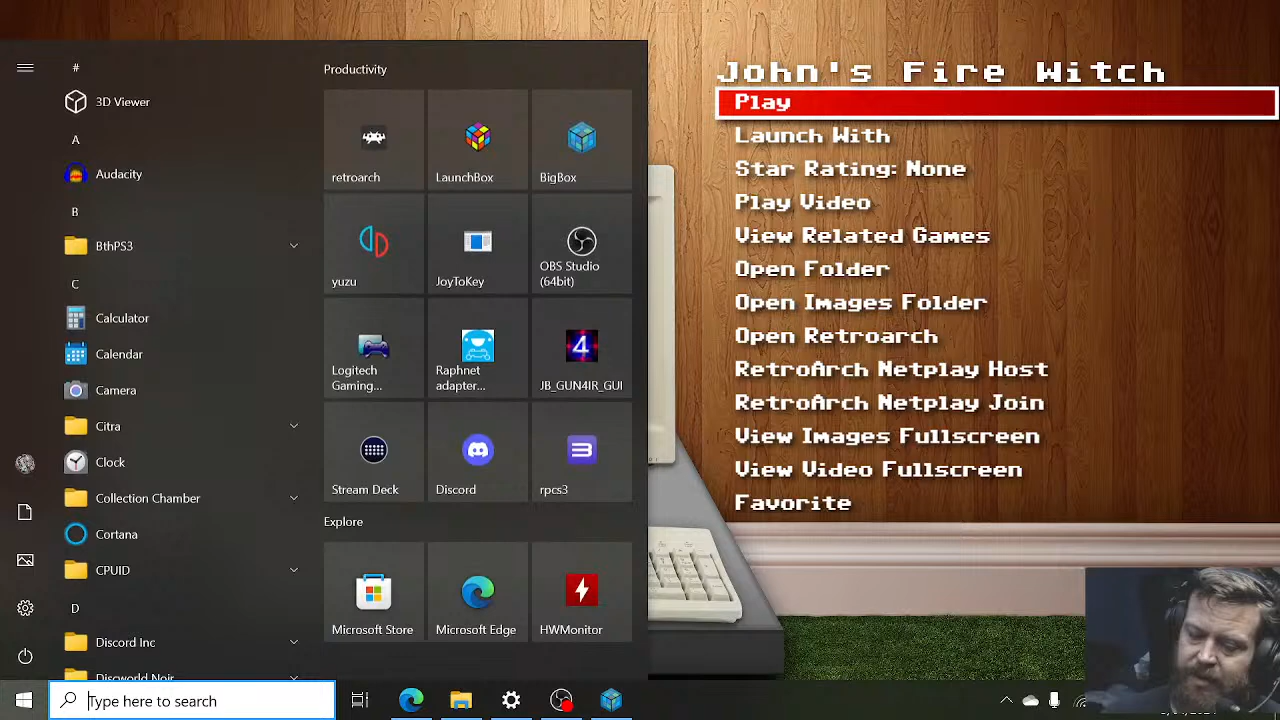 #
3D Viewer
A
Audacity
B
BthPS3
C
Calculator
Calendar
Camera
Citra
Clock
Collection Chamber
Cortana
CPUID
D
Discord Inc
Discworld Noir
Type here to search
Productivity
retroarch
LaunchBox
BigBox
yuzu
JoyToKey
OBS Studio
(64bit)
Logitech
Gaming...
Raphnet
adapter...
4
JB_GUN4IR_GUI
Stream Deck
Discord
rpcs3
Explore
Microsoft Store
Microsoft Edge
HWMonitor
John's Fire Witch
Play
Launch With
Star Rating: None
Play Video
View Related Games
Open Folder
Open Images Folder
Open Retroarch
RetroArch Netplay Host
RetroArch Netplay Join
View Images Fullscreen
View Video Fullscreen
Favorite